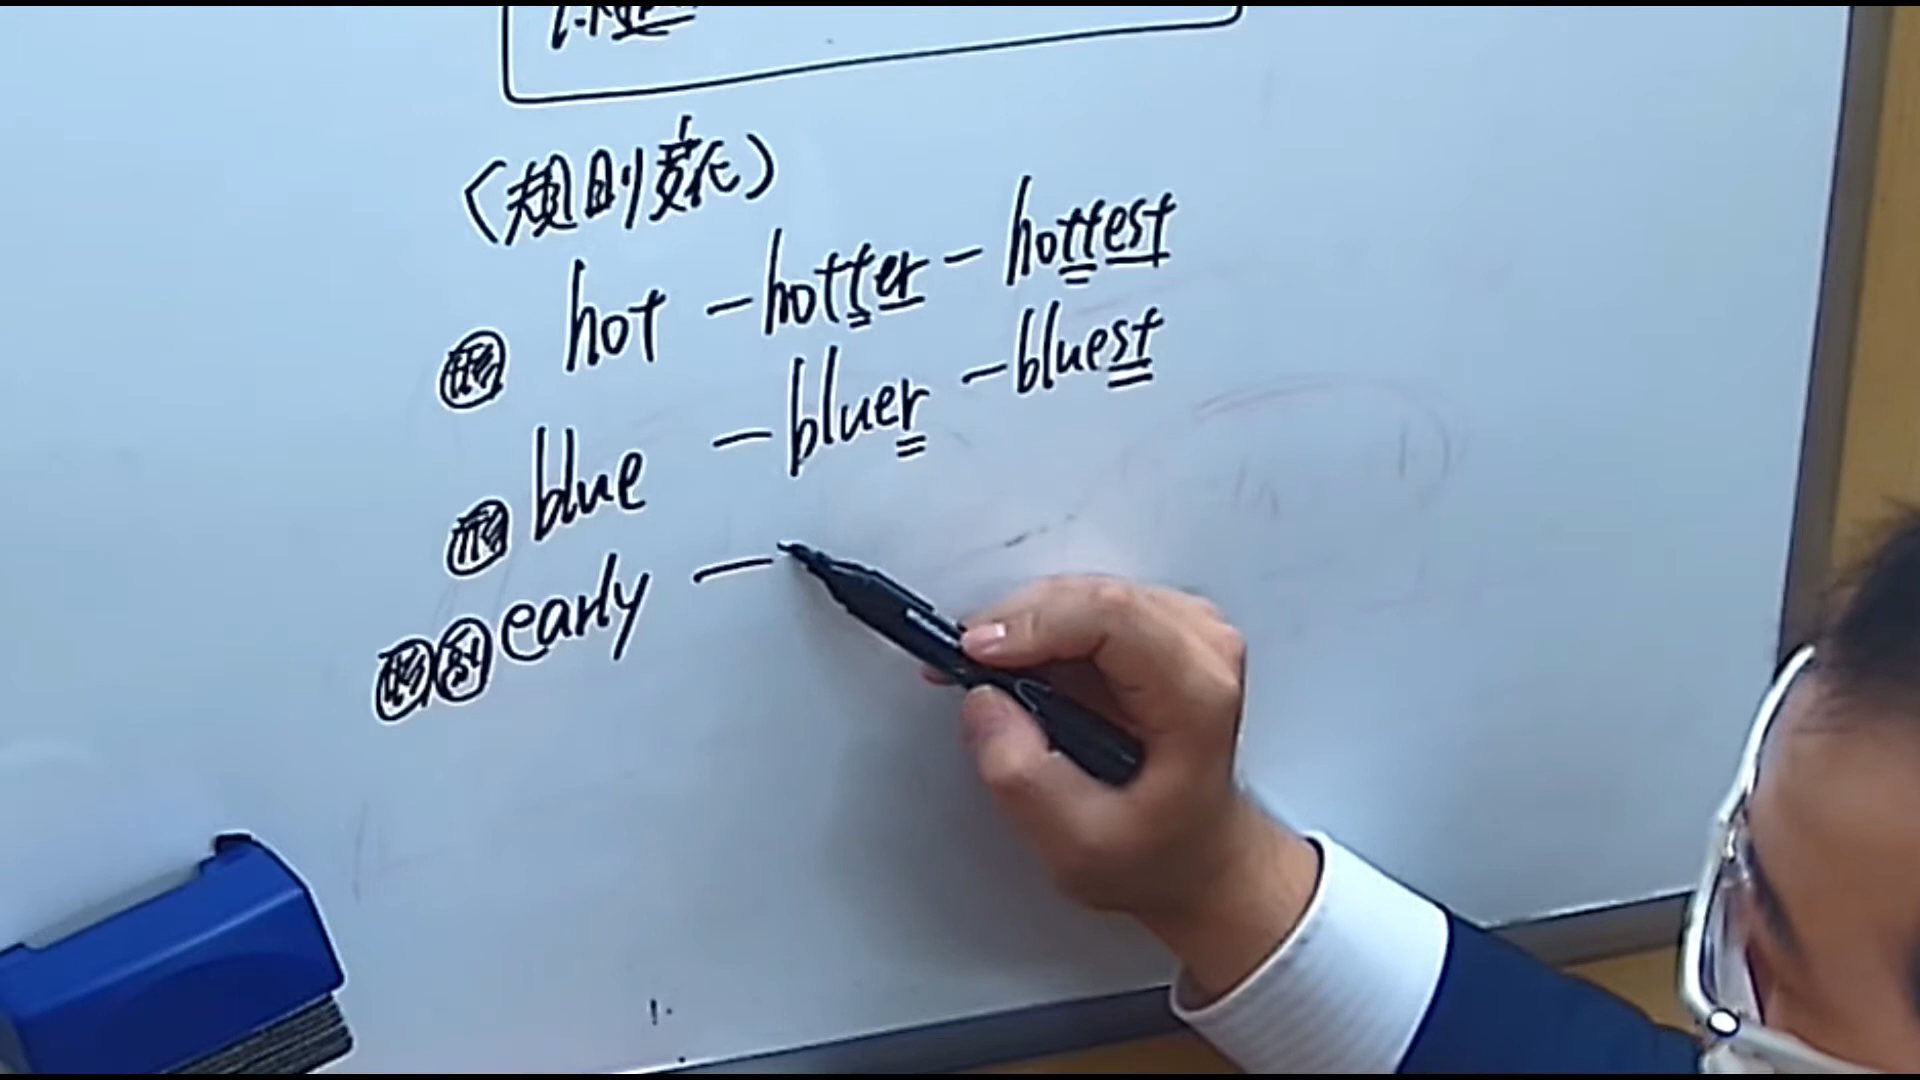 (規則変化)
形 hot - hotter - hottest
形 blue - bluer - bluest
形 副 early -